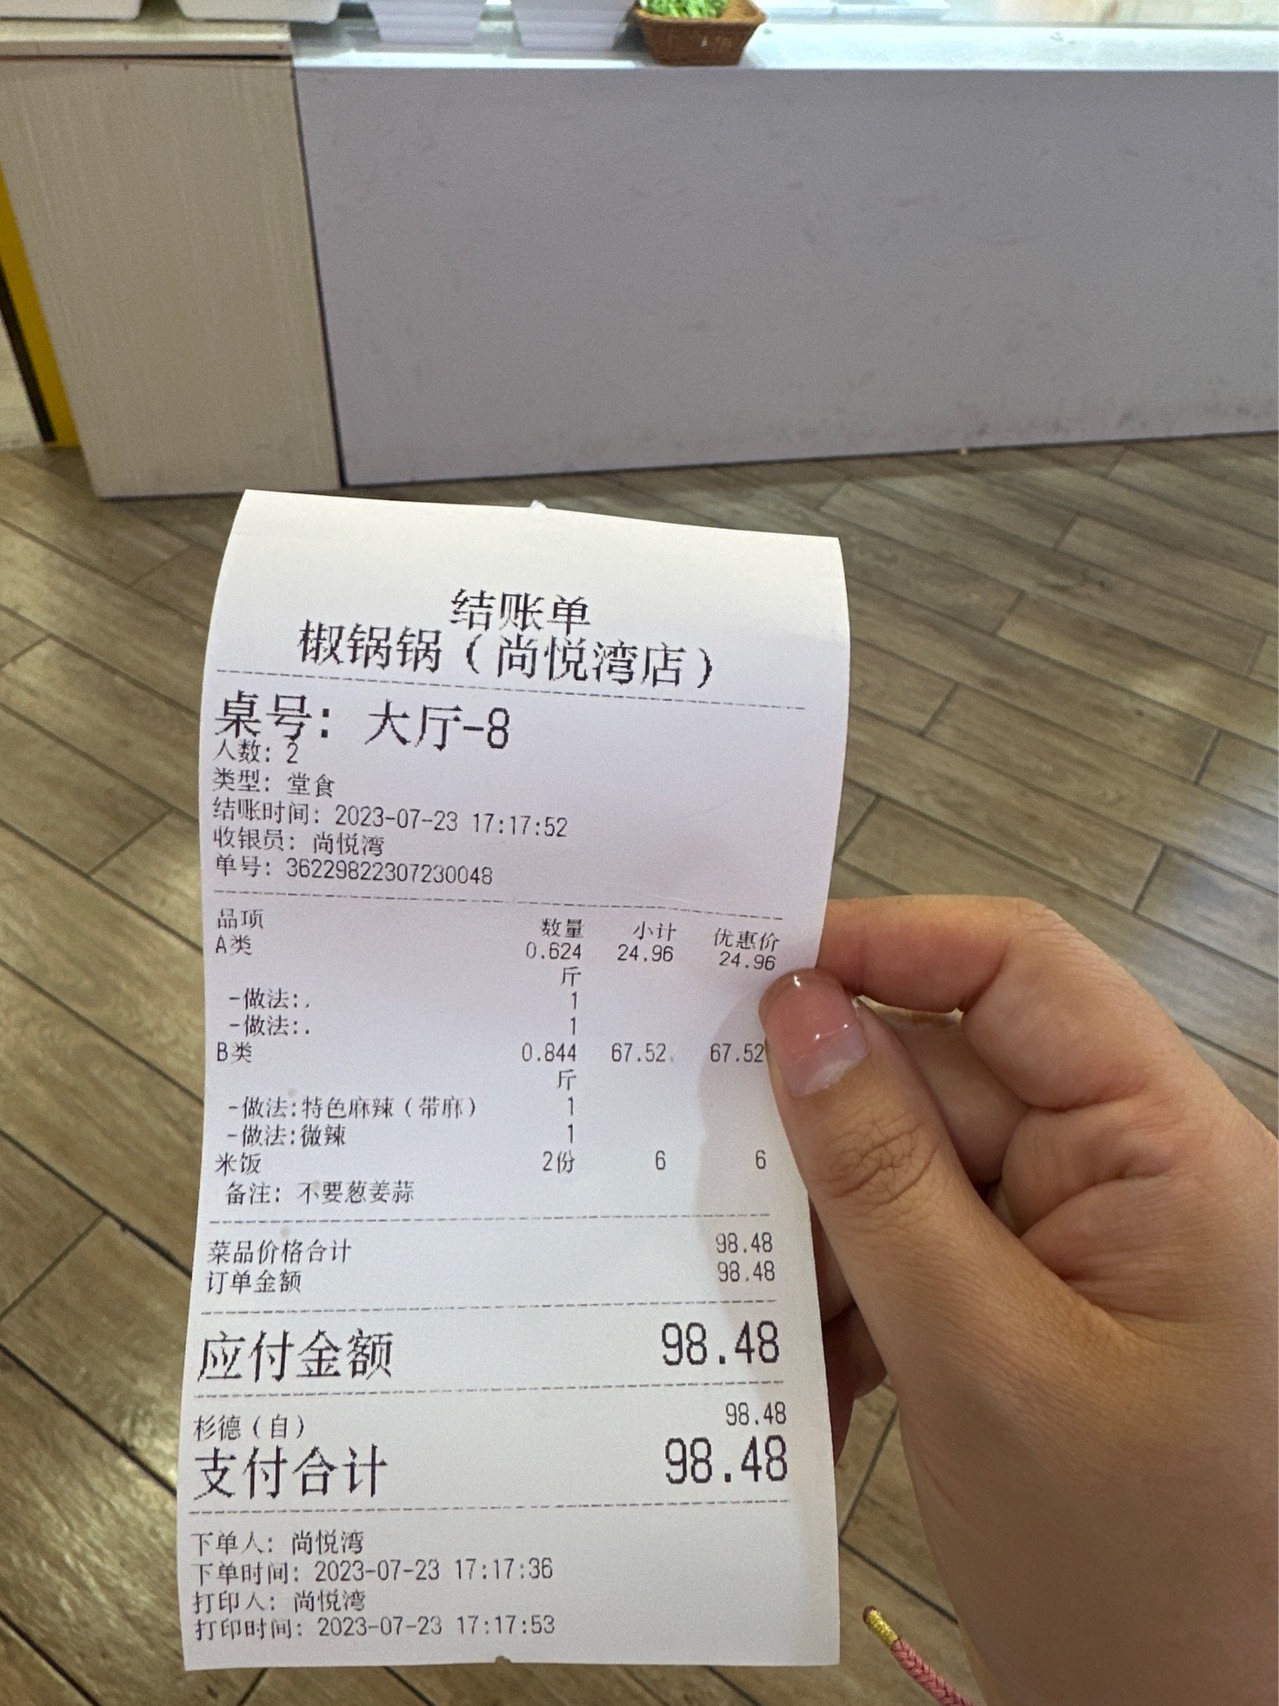 结账单
椒锅锅（尚悦湾店）
桌号：大厅-8
人数：2
类型：堂食
结账时间：2023-07-23 17:17:52
收银员：尚悦湾
单号：36229822307230048
品项 数量 小计 优惠价
A类 0.624 24.96 24.96
斤
-做法:. 1
-做法:. 1
B类 0.844 67.52 67.52
斤
-做法:特色麻辣（带麻） 1
-做法:微辣 1
米饭 2份 6 6
备注：不要葱姜蒜
菜品价格合计 98.48
订单金额 98.48
应付金额 98.48
杉德（自） 98.48
支付合计 98.48
下单人：尚悦湾
下单时间：2023-07-23 17:17:36
打印人：尚悦湾
打印时间：2023-07-23 17:17:53